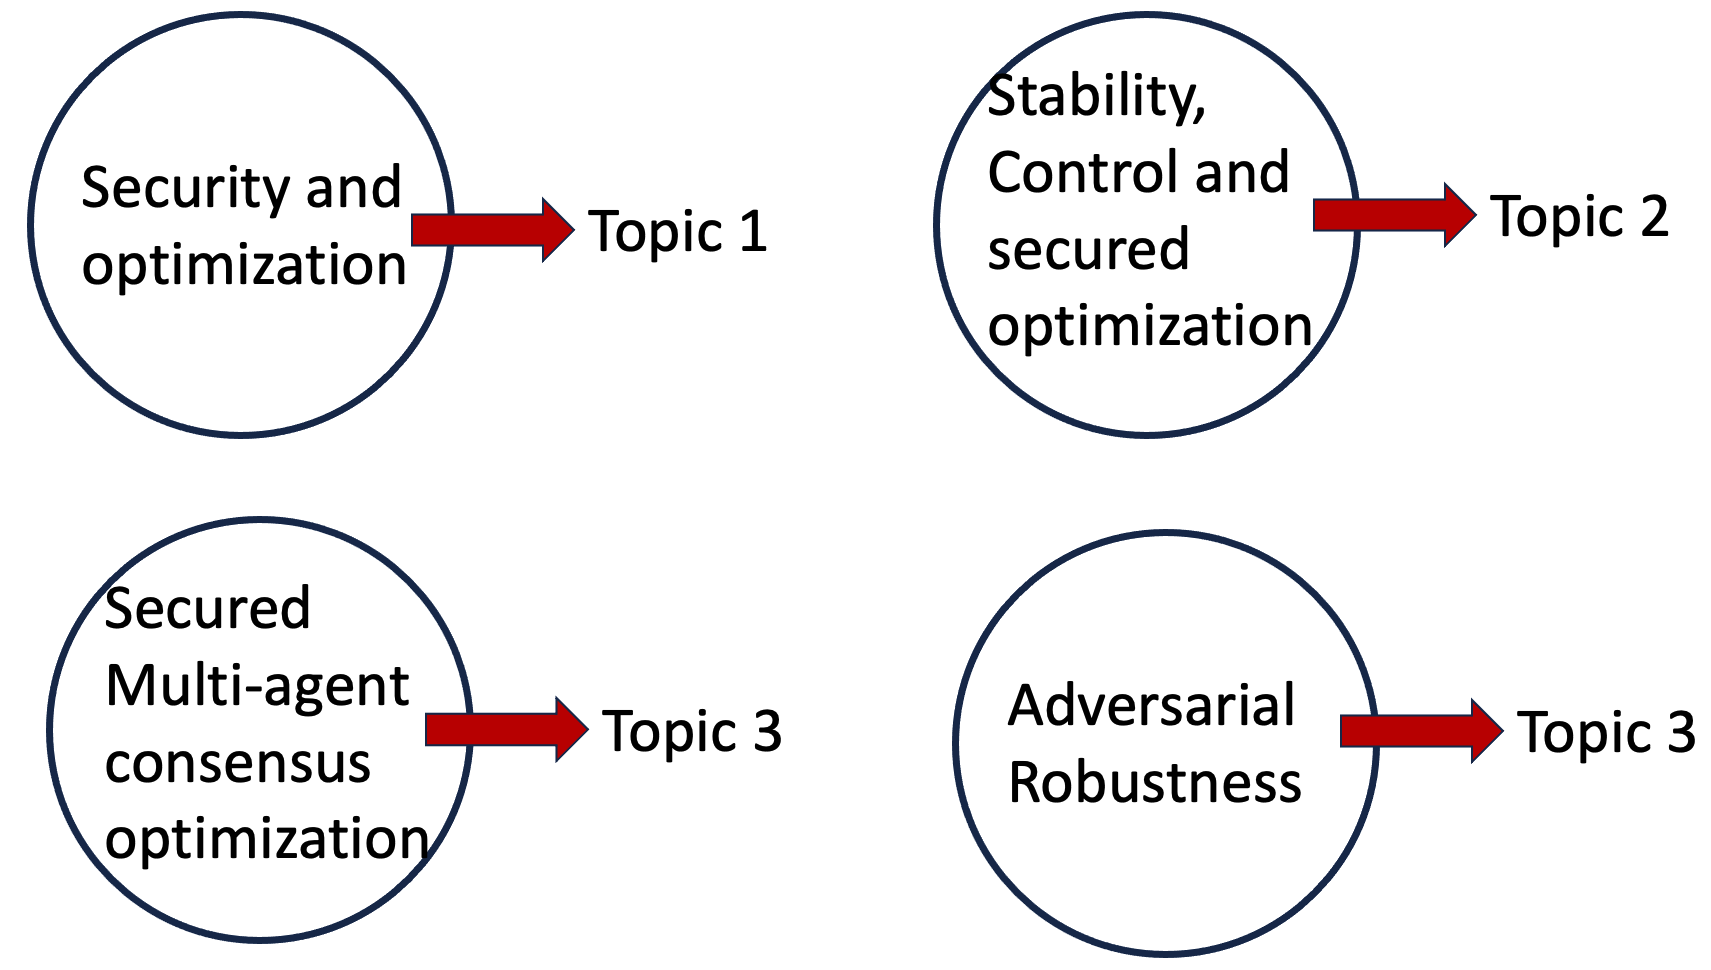 Security and
optimization
Topic 1
Stability,
Control and
secured
optimization
Topic 2
Secured
Multi-agent
consensus
optimization
Topic 3
Adversarial
Robustness
Topic 3